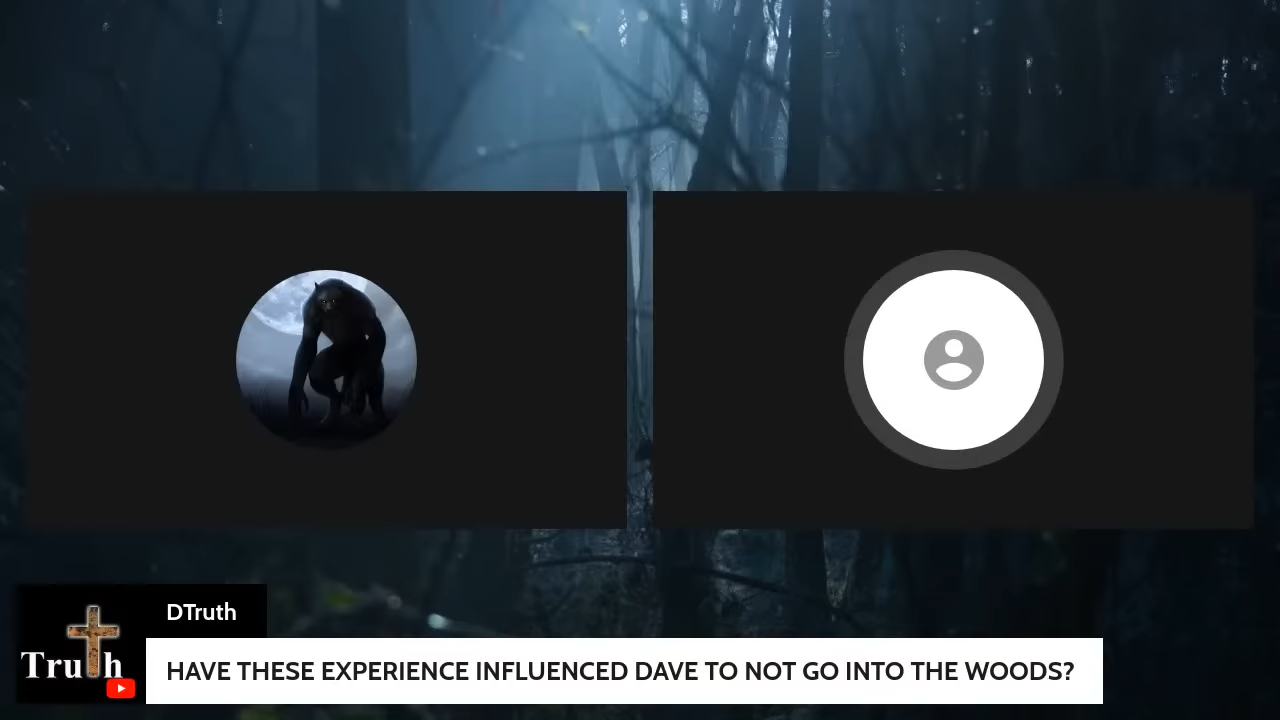 DTruth
Truth
HAVE THESE EXPERIENCE INFLUENCED DAVE TO NOT GO INTO THE WOODS?